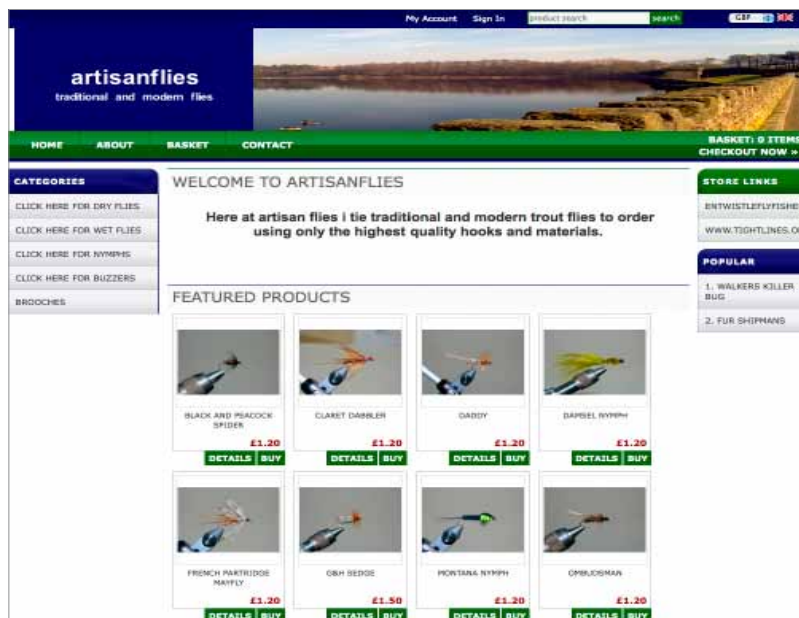 My Account Sign In product search search GBP
artisanflies
traditional and modern flies
HOME ABOUT BASKET CONTACT
BASKET: 0 ITEMS
CHECKOUT NOW »
CATEGORIES
CLICK HERE FOR DRY FLIES
CLICK HERE FOR WET FLIES
CLICK HERE FOR NYMPHS
CLICK HERE FOR BUZZERS
BROOCHES
WELCOME TO ARTISANFLIES
Here at artisan flies i tie traditional and modern trout flies to order
using only the highest quality hooks and materials.
STORE LINKS
ENTWISTLEFLYFISHE
WWW.TIGHTLINES.O
POPULAR
1. WALKERS KILLER
BUG
2. FUR SHIPMANS
FEATURED PRODUCTS
BLACK AND PEACOCK
SPIDER
£1.20
DETAILS BUY
CLARET DABBLER
£1.20
DETAILS BUY
DADDY
£1.20
DETAILS BUY
DAMSEL NYMPH
£1.20
DETAILS BUY
FRENCH PARTRIDGE
MAYFLY
£1.20
DETAILS BUY
G&H SEDGE
£1.50
DETAILS BUY
MONTANA NYMPH
£1.20
DETAILS BUY
OMBUDSMAN
£1.20
DETAILS BUY